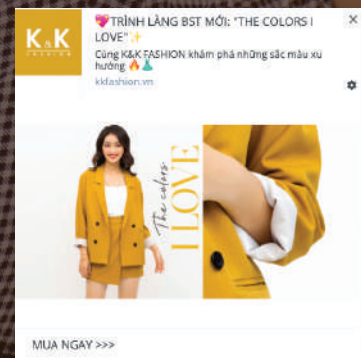 K&K
FASHION
💝TRÌNH LÀNG BST MỚI: "THE COLORS I
LOVE"✨
Cùng K&K FASHION khám phá những sắc màu xu
hướng 🔥👗
kkfashion.vn
The colors
I LOVE
MUA NGAY >>>